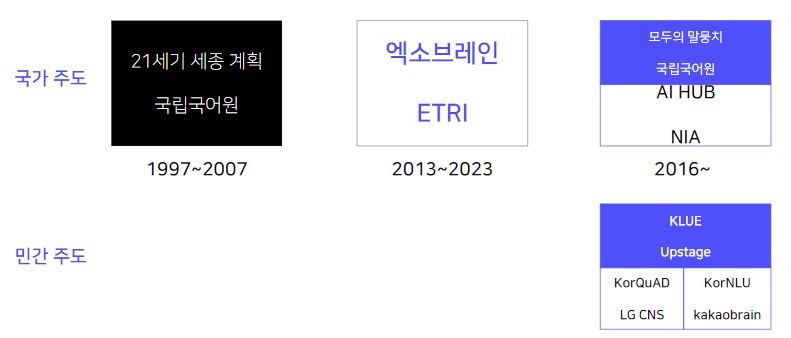 국가 주도
21세기 세종 계획
국립국어원
1997~2007
엑소브레인
ETRI
2013~2023
모두의 말뭉치
국립국어원
AI HUB
NIA
2016~
민간 주도
KLUE
Upstage
KorQuAD
LG CNS
KorNLU
kakaobrain